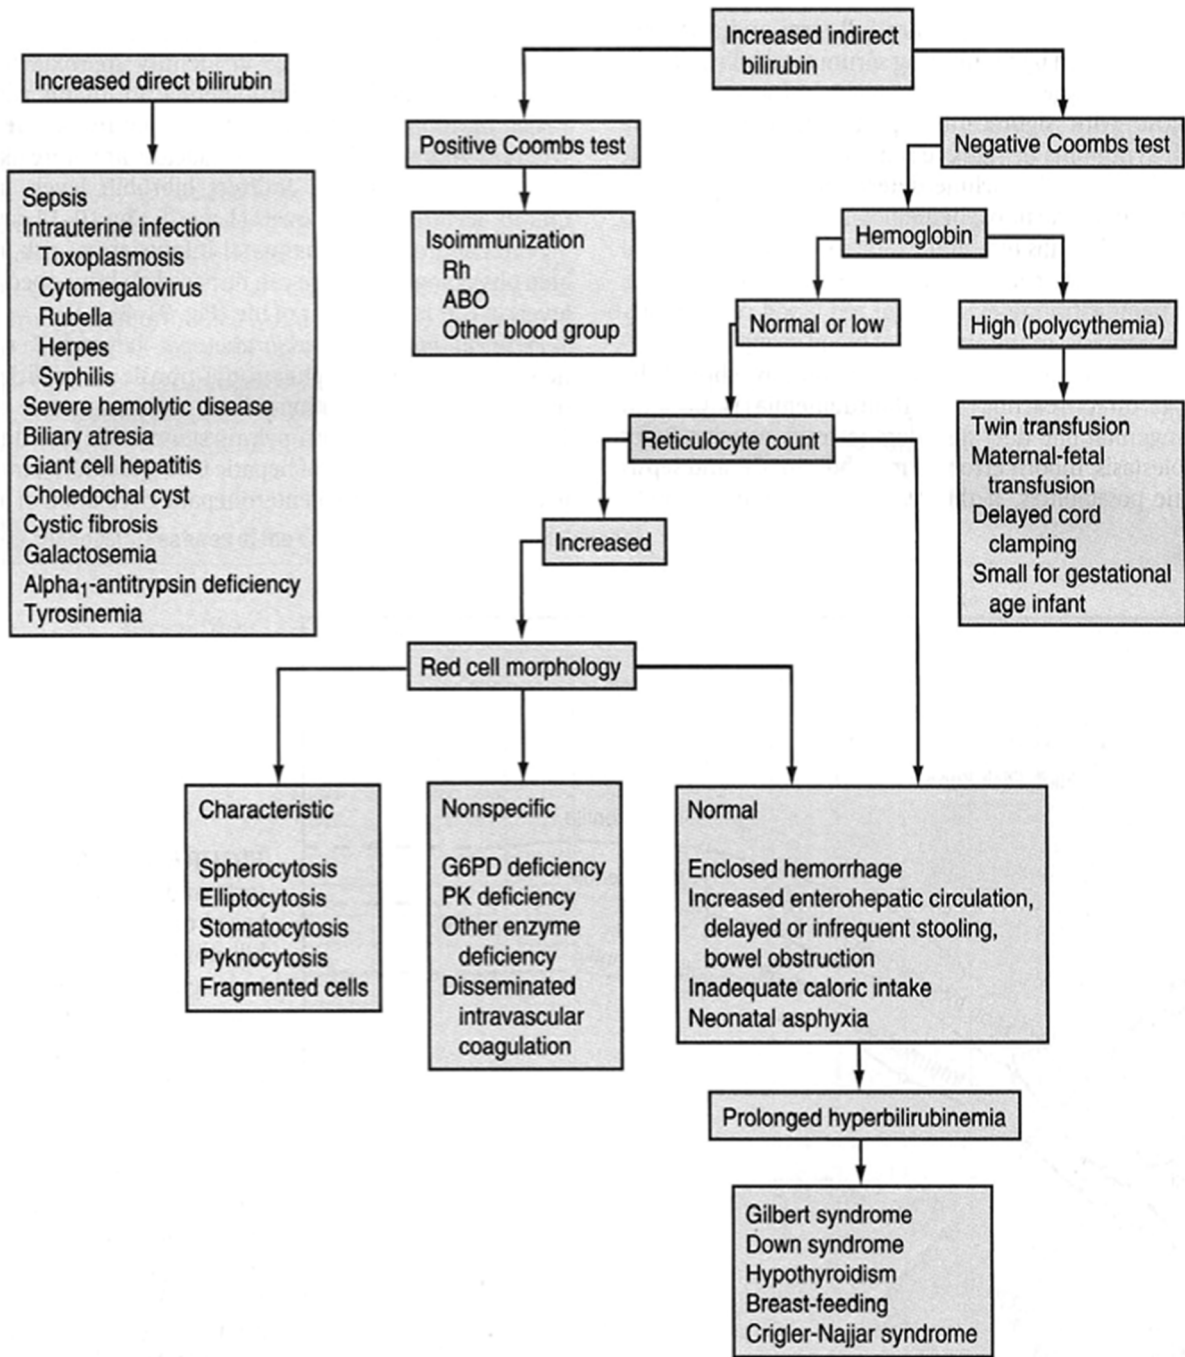 Increased direct bilirubin
Sepsis
Intrauterine infection
Toxoplasmosis
Cytomegalovirus
Rubella
Herpes
Syphilis
Severe hemolytic disease
Biliary atresia
Giant cell hepatitis
Choledochal cyst
Cystic fibrosis
Galactosemia
Alpha₁-antitrypsin deficiency
Tyrosinemia
Increased indirect
bilirubin
Positive Coombs test
Isoimmunization
Rh
ABO
Other blood group
Negative Coombs test
Hemoglobin
Normal or low
High (polycythemia)
Twin transfusion
Maternal-fetal
transfusion
Delayed cord
clamping
Small for gestational
age infant
Reticulocyte count
Increased
Red cell morphology
Characteristic
Spherocytosis
Elliptocytosis
Stomatocytosis
Pyknocytosis
Fragmented cells
Nonspecific
G6PD deficiency
PK deficiency
Other enzyme
deficiency
Disseminated
intravascular
coagulation
Normal
Enclosed hemorrhage
Increased enterohepatic circulation,
delayed or infrequent stooling,
bowel obstruction
Inadequate caloric intake
Neonatal asphyxia
Prolonged hyperbilirubinemia
Gilbert syndrome
Down syndrome
Hypothyroidism
Breast-feeding
Crigler-Najjar syndrome